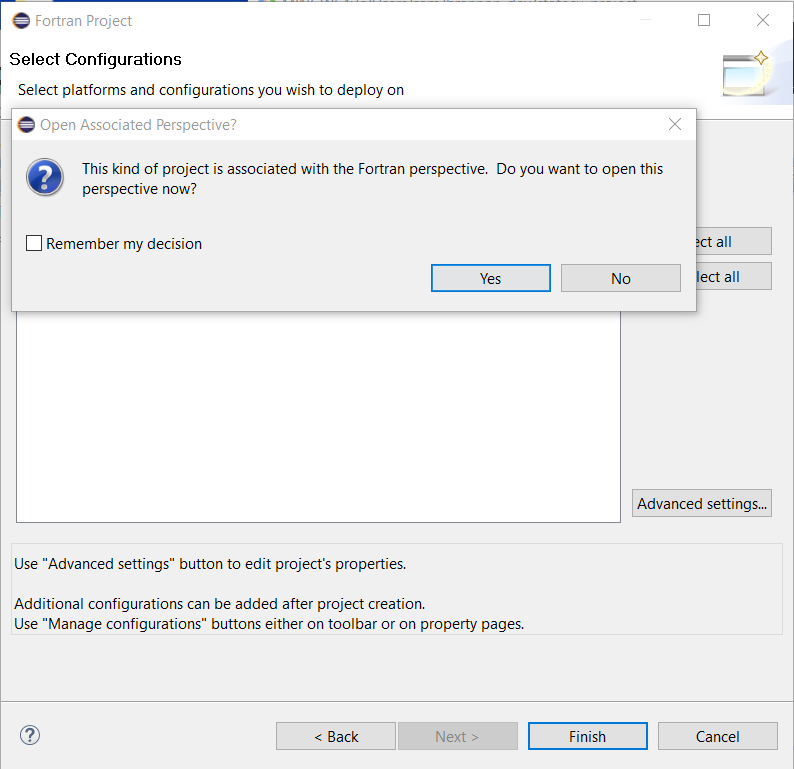 Fortran Project
Select Configurations
Select platforms and configurations you wish to deploy on
Open Associated Perspective?
This kind of project is associated with the Fortran perspective.  Do you want to open this
perspective now?
Remember my decision
ect all
Yes
No
lect all
Advanced settings...
Use "Advanced settings" button to edit project's properties.
Additional configurations can be added after project creation.
Use "Manage configurations" buttons either on toolbar or on property pages.
?
< Back
Next >
Finish
Cancel